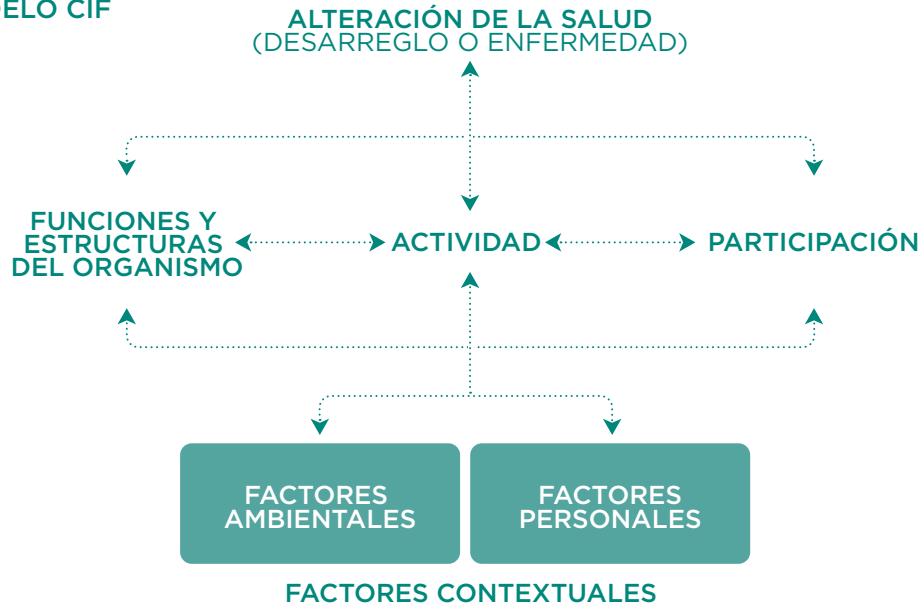 DELO CIF
ALTERACIÓN DE LA SALUD
(DESARREGLO O ENFERMEDAD)
FUNCIONES Y
ESTRUCTURAS
DEL ORGANISMO
ACTIVIDAD
PARTICIPACIÓN
FACTORES
AMBIENTALES
FACTORES
PERSONALES
FACTORES CONTEXTUALES